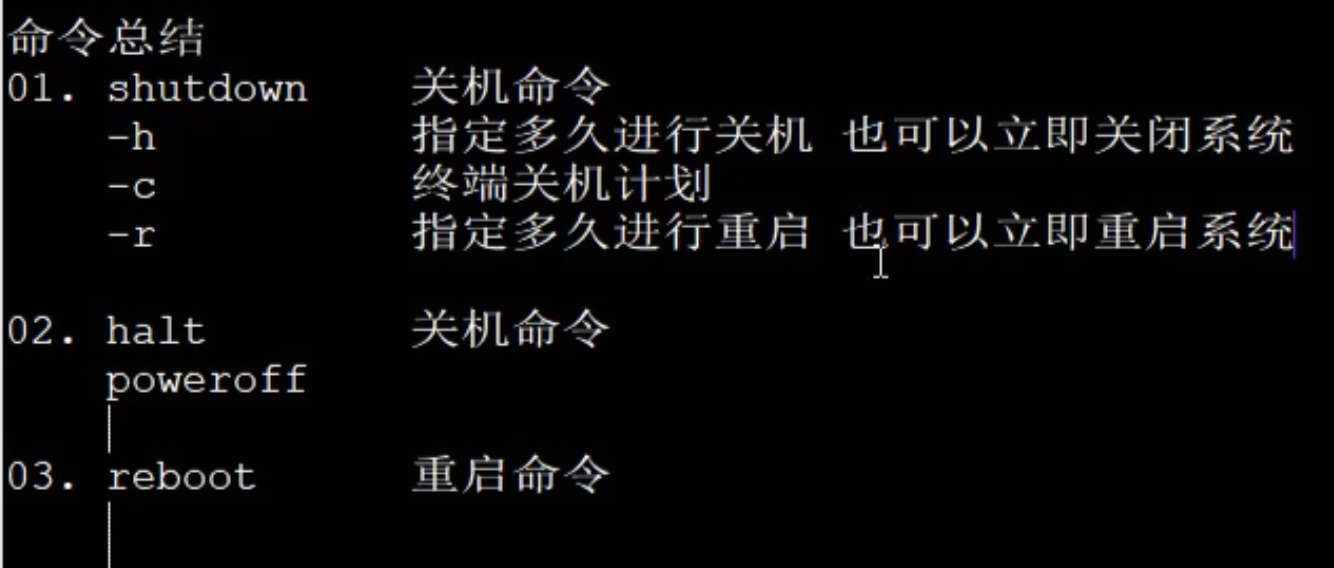 命令总结
01. shutdown 关机命令
-h 指定多久进行关机 也可以立即关闭系统
-c 终端关机计划
-r 指定多久进行重启 也可以立即重启系统
02. halt 关机命令
poweroff
03. reboot 重启命令